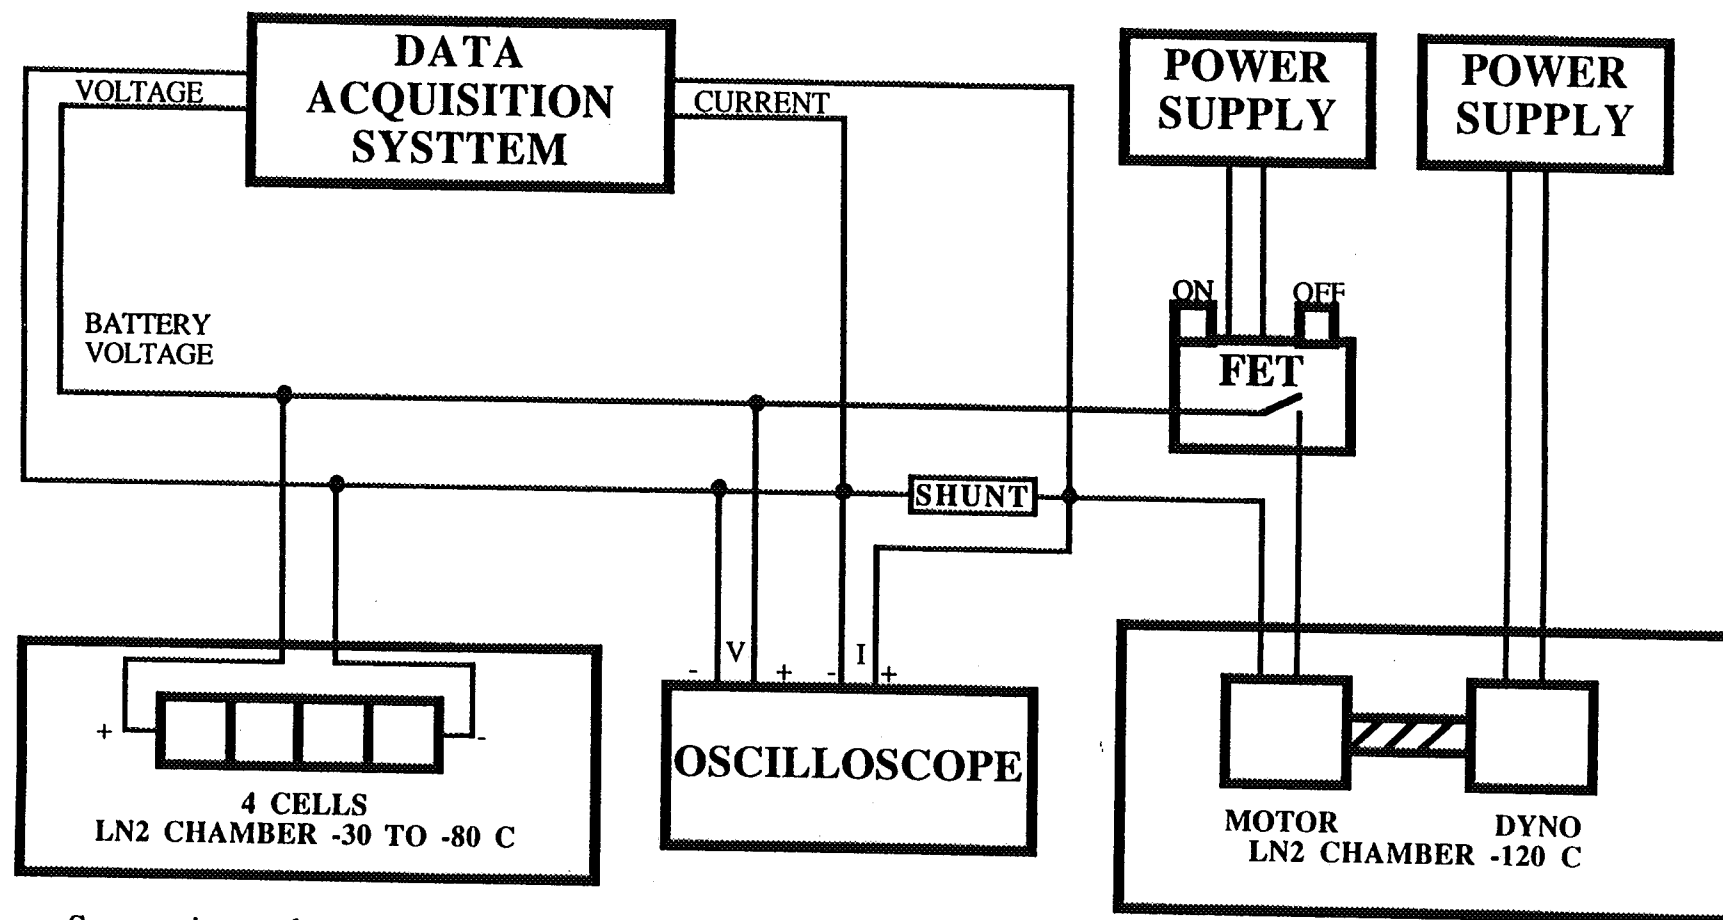 DATA
ACQUISITION
SYSTTEM
VOLTAGE
CURRENT
POWER
SUPPLY
POWER
SUPPLY
ON
OFF
FET
BATTERY
VOLTAGE
SHUNT
- V + - I +
OSCILLOSCOPE
+ -
4 CELLS
LN2 CHAMBER -30 TO -80 C
MOTOR DYNO
LN2 CHAMBER -120 C